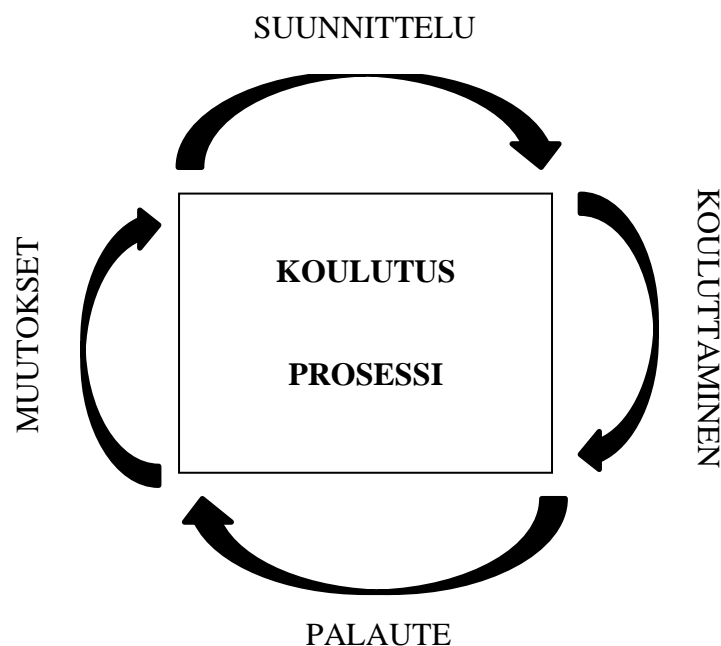 SUUNNITTELU
KOULUTUS
PROSESSI
KOULUTTAMINEN
PALAUTE
MUUTOKSET